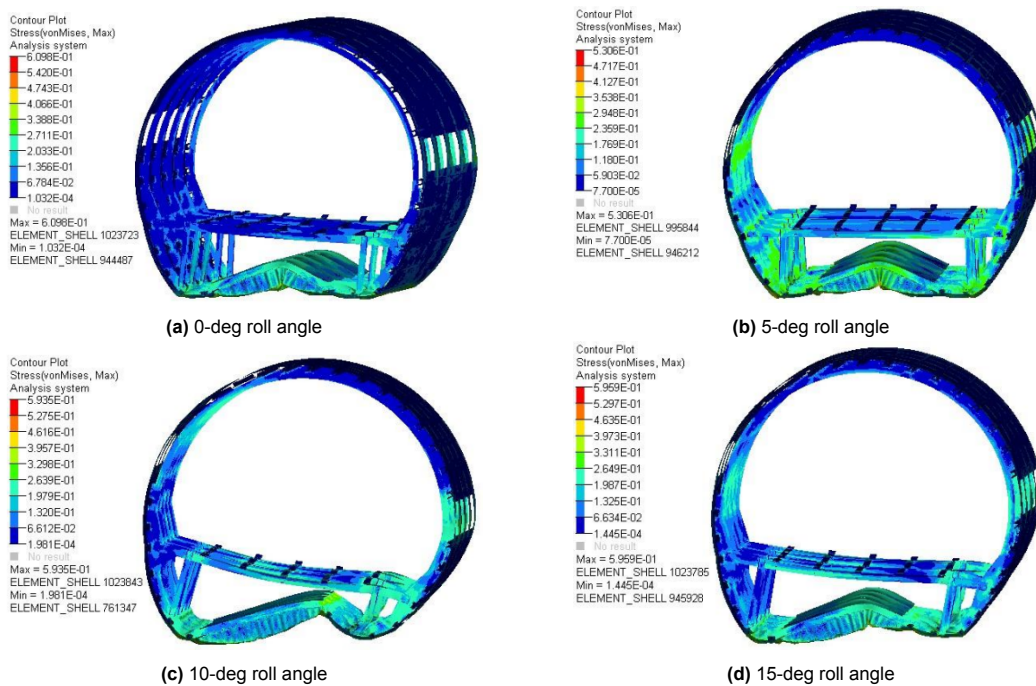 Contour Plot
Stress(vonMises, Max)
Analysis system
6.098E-01
5.420E-01
4.743E-01
4.066E-01
3.388E-01
2.711E-01
2.033E-01
1.356E-01
6.784E-02
1.032E-04
No result
Max = 6.098E-01
ELEMENT_SHELL 1023723
Min = 1.032E-04
ELEMENT_SHELL 944487
(a) 0-deg roll angle
Contour Plot
Stress(vonMises, Max)
Analysis system
5.306E-01
4.717E-01
4.127E-01
3.538E-01
2.948E-01
2.359E-01
1.769E-01
1.180E-01
5.903E-02
7.700E-05
No result
Max = 5.306E-01
ELEMENT_SHELL 995844
Min = 7.700E-05
ELEMENT_SHELL 946212
(b) 5-deg roll angle
Contour Plot
Stress(vonMises, Max)
Analysis system
5.935E-01
5.275E-01
4.616E-01
3.957E-01
3.298E-01
2.639E-01
1.979E-01
1.320E-01
6.612E-02
1.981E-04
No result
Max = 5.935E-01
ELEMENT_SHELL 1023843
Min = 1.981E-04
ELEMENT_SHELL 761347
(c) 10-deg roll angle
Contour Plot
Stress(vonMises, Max)
Analysis system
5.959E-01
5.297E-01
4.635E-01
3.973E-01
3.311E-01
2.649E-01
1.987E-01
1.325E-01
6.634E-02
1.445E-04
No result
Max = 5.959E-01
ELEMENT_SHELL 1023785
Min = 1.445E-04
ELEMENT_SHELL 945928
(d) 15-deg roll angle